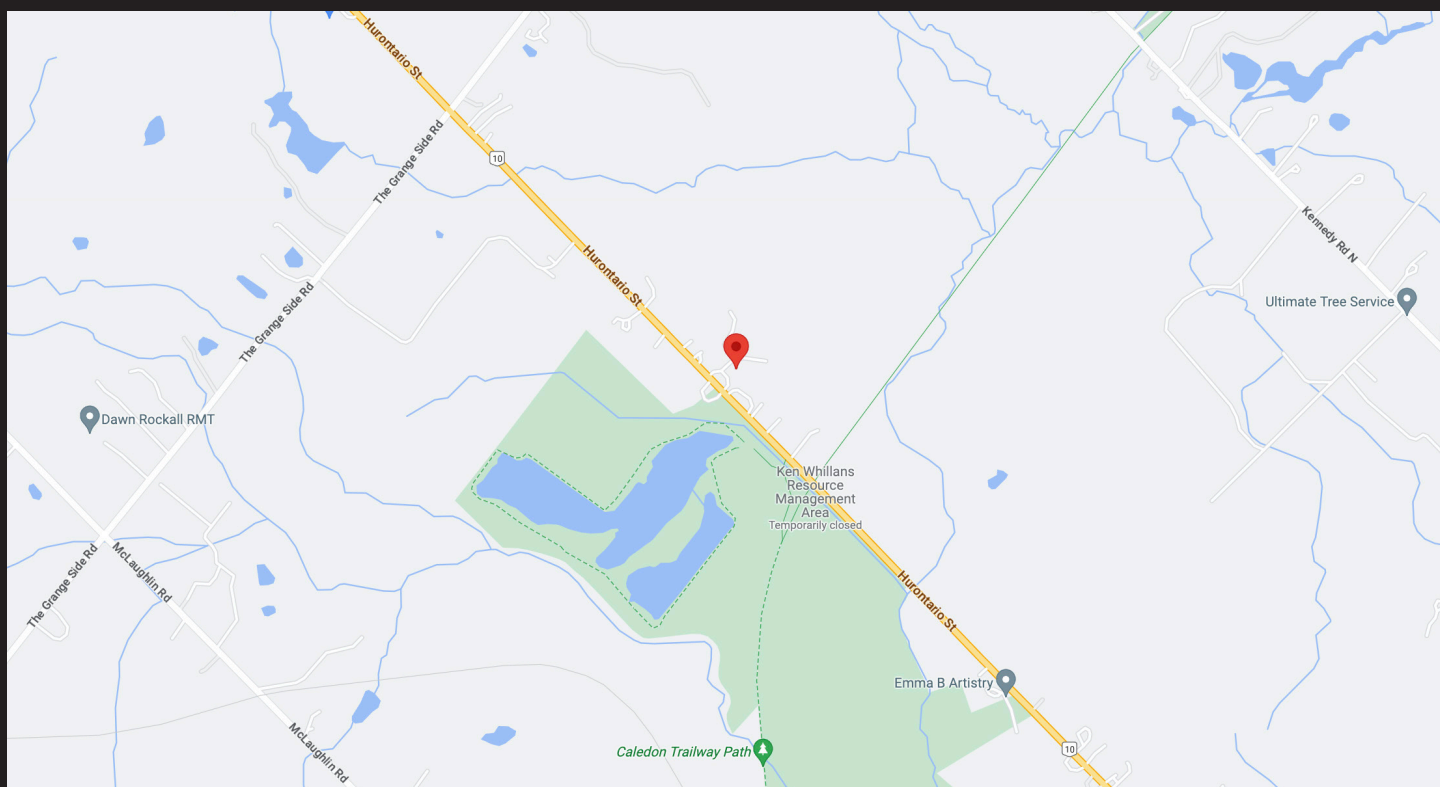 Hurontario St
The Grange Side Rd
10
Kennedy Rd N
Hurontario St
The Grange Side Rd
Ultimate Tree Service
Dawn Rockall RMT
Ken Whillans
Resource
Management
Area
Temporarily closed
The Grange Side Rd
McLaughlin Rd
Hurontario St
Emma B Artistry
McLaughlin Rd
Caledon Trailway Path
10